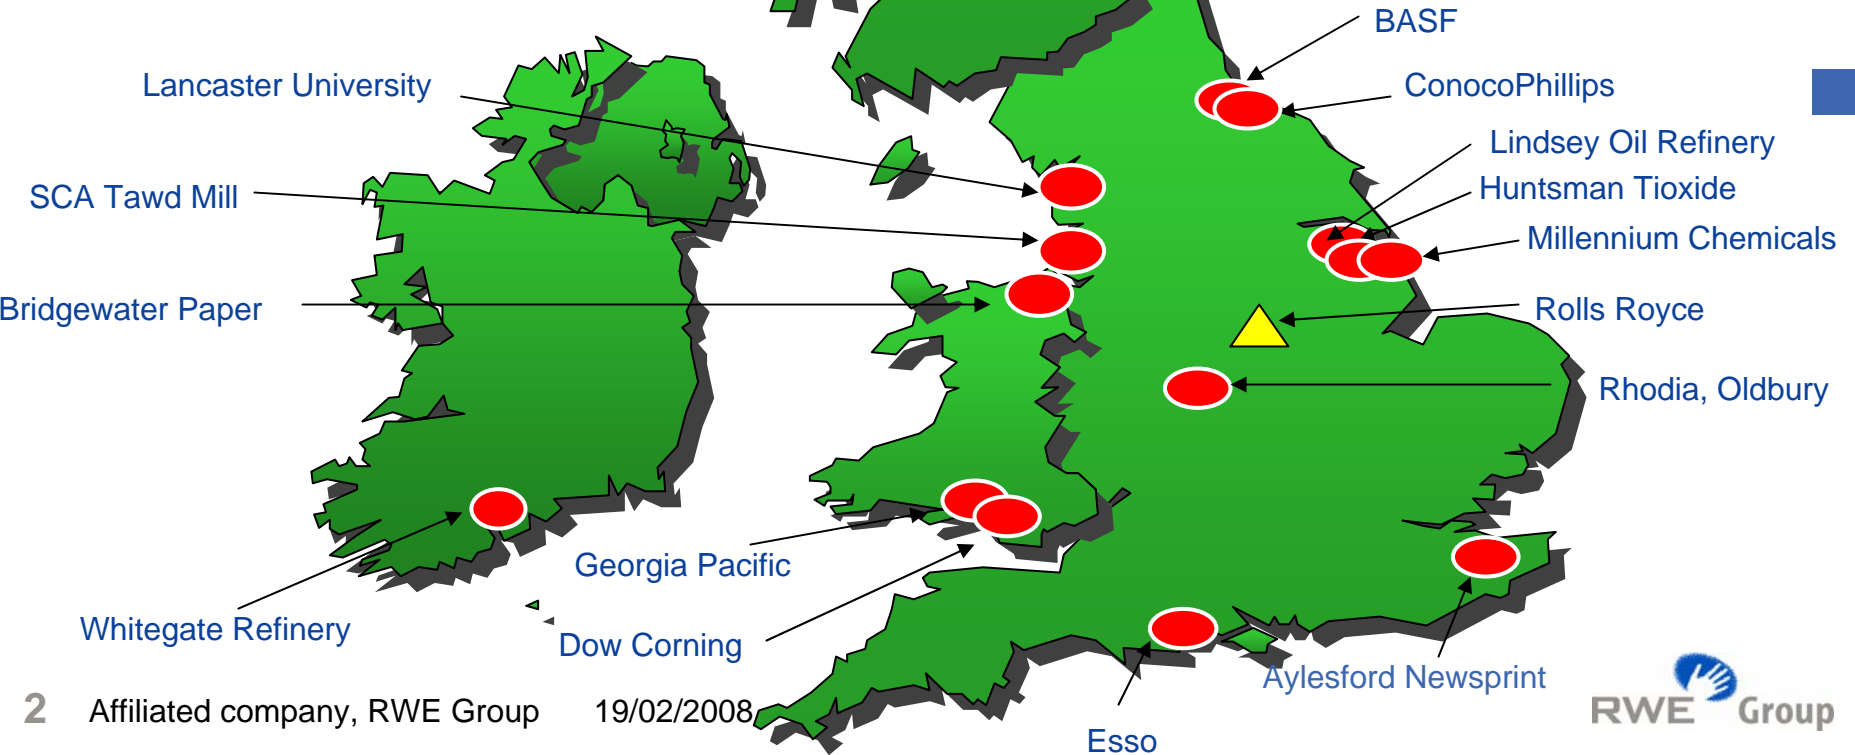 BASF
Lancaster University
ConocoPhillips
Lindsey Oil Refinery
Huntsman Tioxide
SCA Tawd Mill
Millennium Chemicals
Bridgewater Paper
Rolls Royce
Rhodia, Oldbury
Georgia Pacific
Whitegate Refinery
Dow Corning
Aylesford Newsprint
Esso
2 Affiliated company, RWE Group 19/02/2008
RWE Group